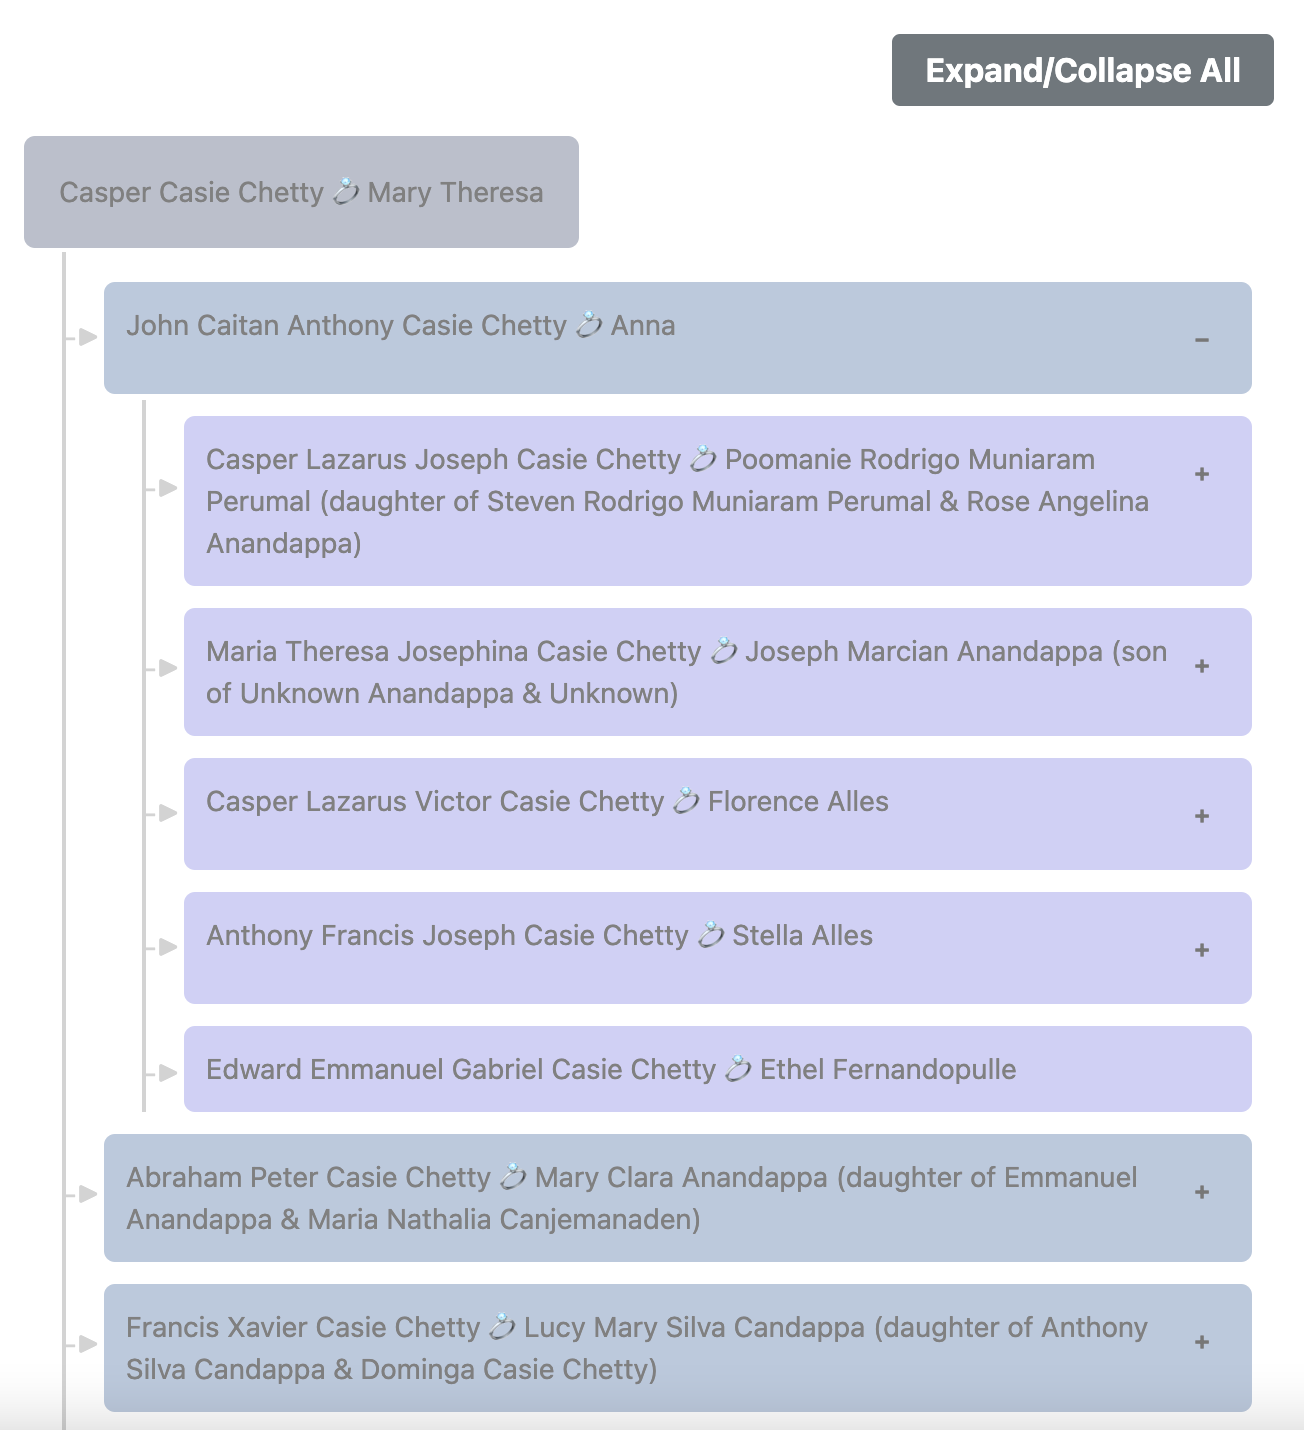 Expand/Collapse All
Casper Casie Chetty 💍 Mary Theresa
John Caitan Anthony Casie Chetty 💍 Anna
−
Casper Lazarus Joseph Casie Chetty 💍 Poomanie Rodrigo Muniaram
Perumal (daughter of Steven Rodrigo Muniaram Perumal & Rose Angelina
Anandappa)
+
Maria Theresa Josephina Casie Chetty 💍 Joseph Marcian Anandappa (son
of Unknown Anandappa & Unknown)
+
Casper Lazarus Victor Casie Chetty 💍 Florence Alles
+
Anthony Francis Joseph Casie Chetty 💍 Stella Alles
+
Edward Emmanuel Gabriel Casie Chetty 💍 Ethel Fernandopulle
Abraham Peter Casie Chetty 💍 Mary Clara Anandappa (daughter of Emmanuel
Anandappa & Maria Nathalia Canjemanaden)
+
Francis Xavier Casie Chetty 💍 Lucy Mary Silva Candappa (daughter of Anthony
Silva Candappa & Dominga Casie Chetty)
+